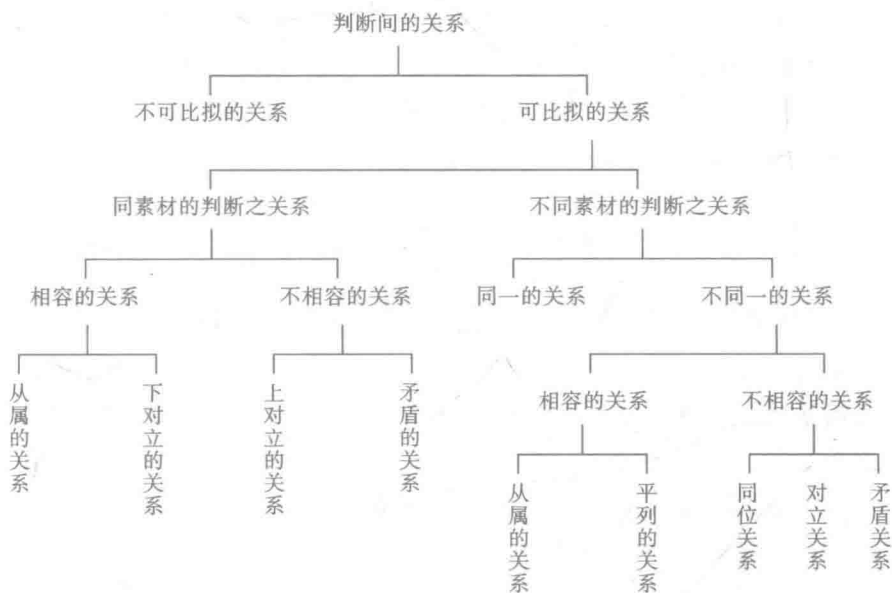 判断间的关系
不可比拟的关系
可比拟的关系
同素材的判断之关系
不同素材的判断之关系
相容的关系
不相容的关系
同一的关系
不同一的关系
从属的关系
下对立的关系
上对立的关系
矛盾的关系
相容的关系
不相容的关系
从属的关系
平列的关系
同位关系
对立关系
矛盾关系